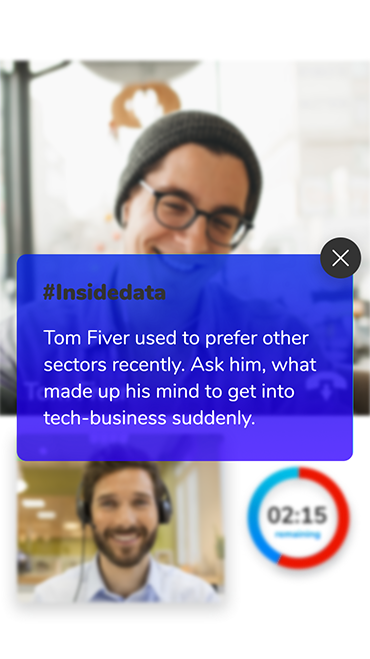 #Insidedata
Tom Fiver used to prefer other
sectors recently. Ask him, what
made up his mind to get into
tech-business suddenly.
02:15
remaining